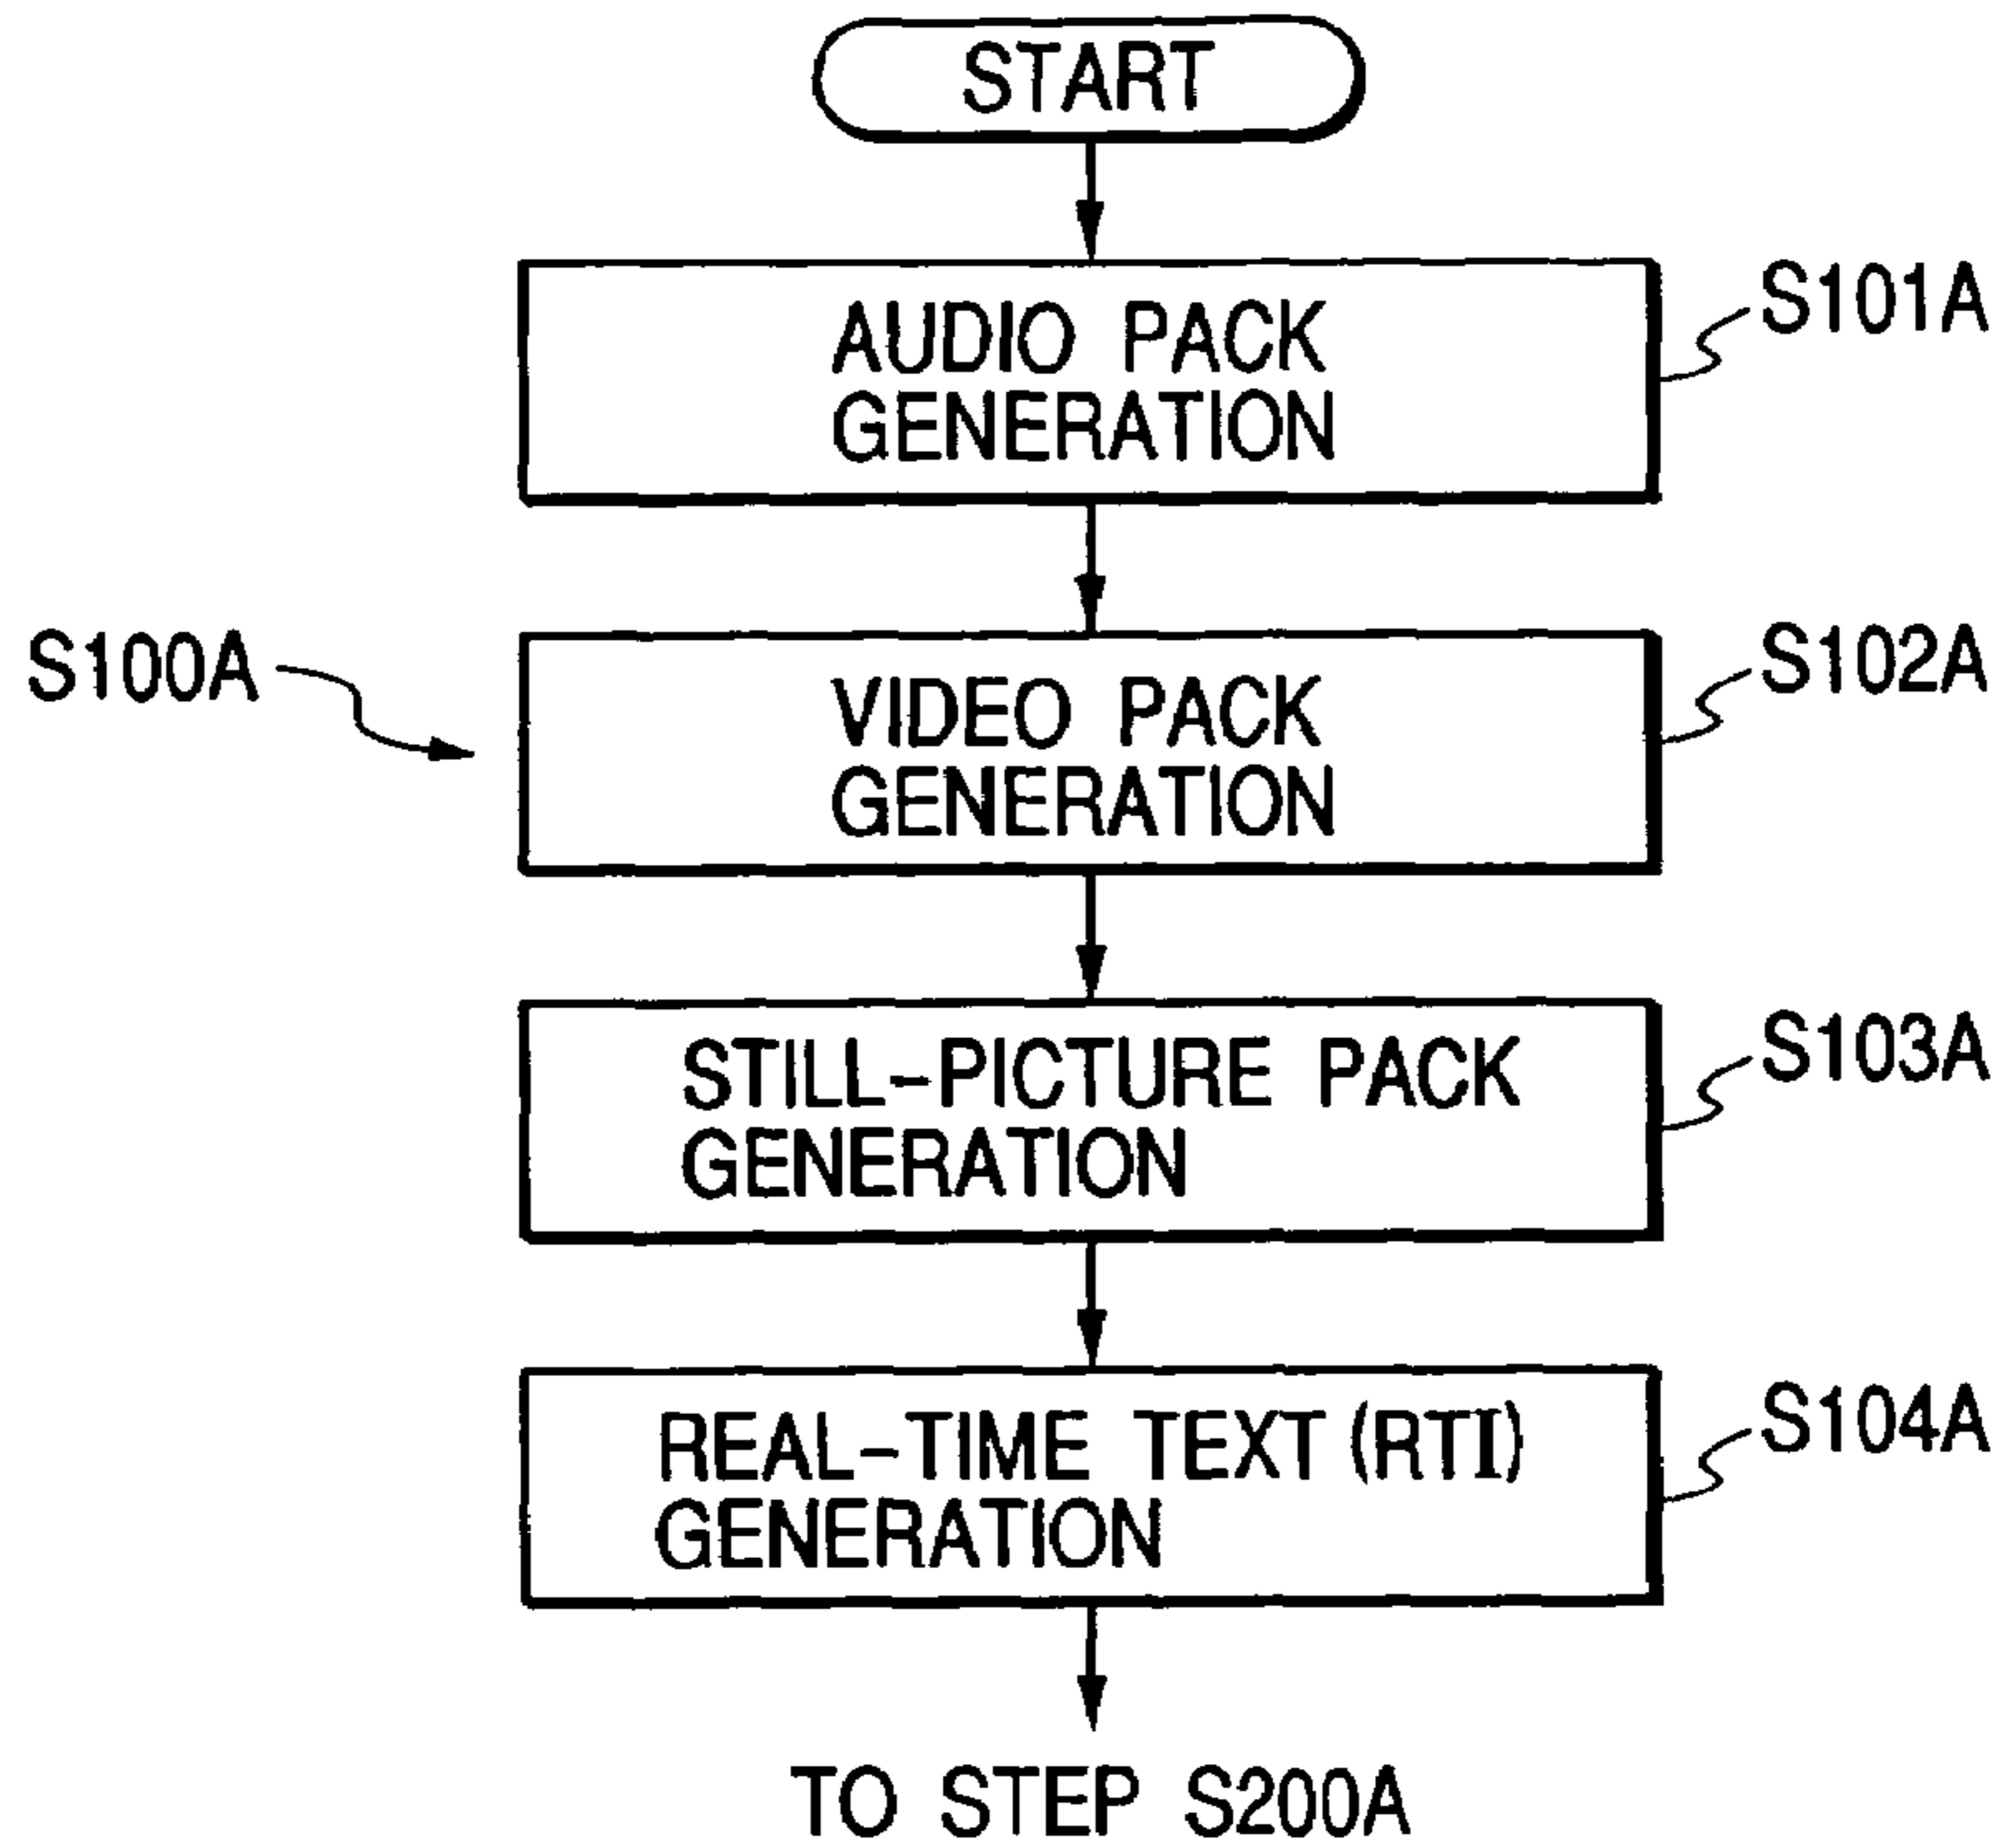 START
AUDIO PACK
GENERATION
S101A
S100A
VIDEO PACK
GENERATION
S102A
STILL-PICTURE PACK
GENERATION
S103A
REAL-TIME TEXT (RTI)
GENERATION
S104A
TO STEP S200A